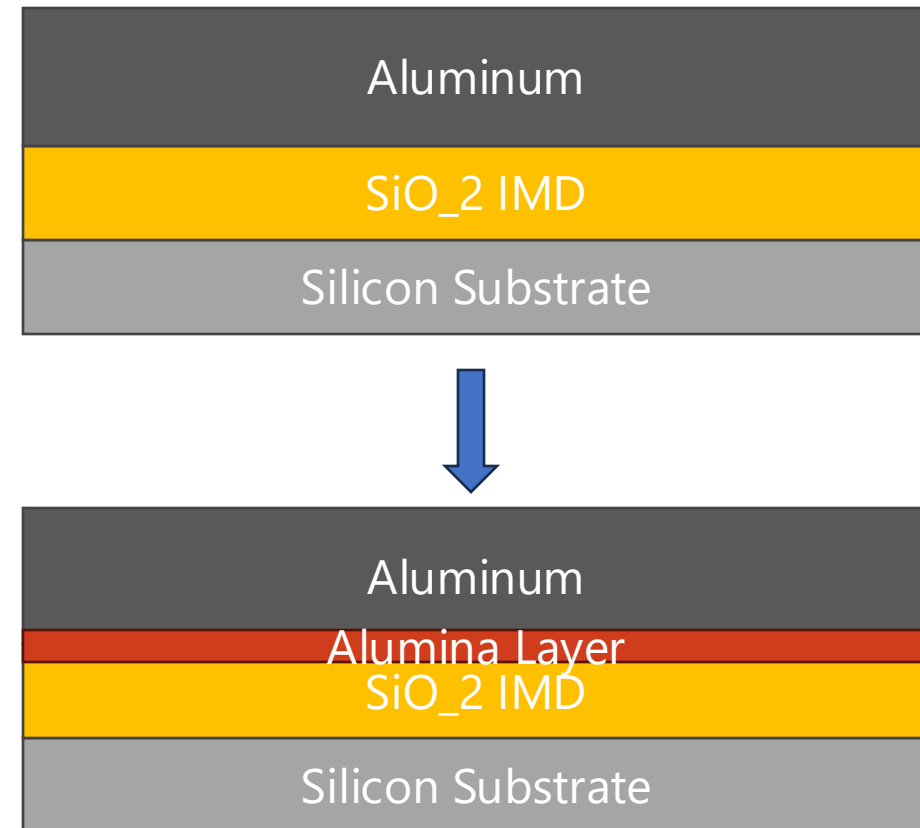 Aluminum
SiO_2 IMD
Silicon Substrate
Aluminum
Alumina Layer
SiO_2 IMD
Silicon Substrate